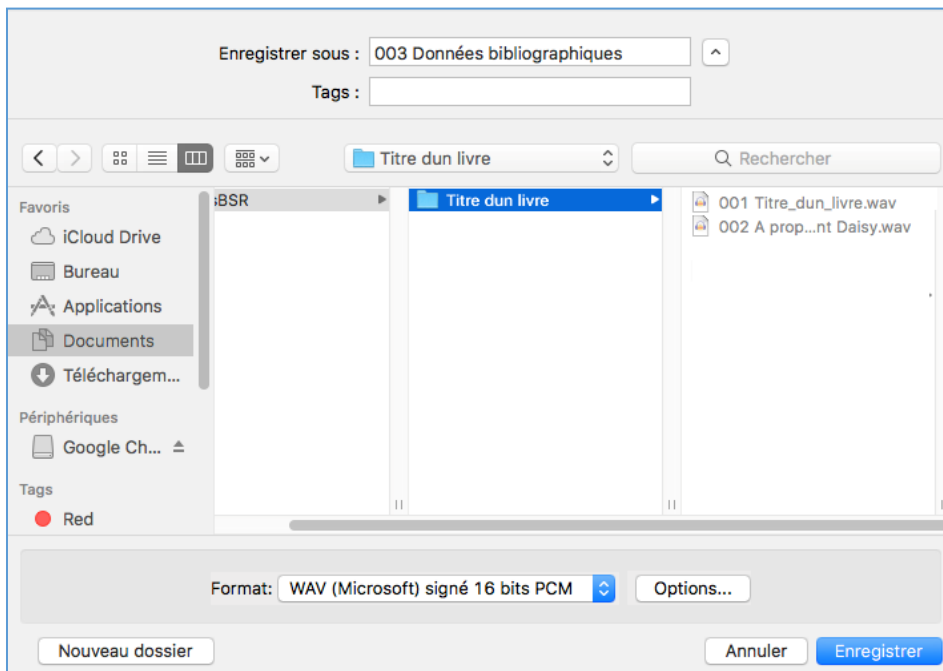 Enregistrer sous : 003 Données bibliographiques
Tags :
Titre dun livre
Rechercher
Favoris
iCloud Drive
Bureau
Applications
Documents
Téléchargem...
Périphériques
Google Ch...
Tags
Red
sBSR
Titre dun livre
001 Titre_dun_livre.wav
002 A prop...nt Daisy.wav
Format: WAV (Microsoft) signé 16 bits PCM
Options...
Nouveau dossier
Annuler
Enregistrer